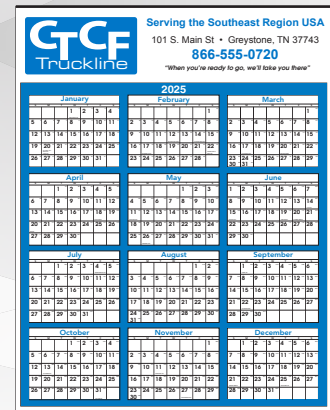 CTCF
Truckline
Serving the Southeast Region USA
101 S. Main St • Greystone, TN 37743
866-555-0720
"When you're ready to go, we'll take you there"
2025
January
1 2 3 4
5 6 7 8 9 10 11
12 13 14 15 16 17 18
19 20 21 22 23 24 25
26 27 28 29 30 31
February
1
2 3 4 5 6 7 8
9 10 11 12 13 14 15
16 17 18 19 20 21 22
23 24 25 26 27 28
March
1
2 3 4 5 6 7 8
9 10 11 12 13 14 15
16 17 18 19 20 21 22
23 24 25 26 27 28 29
30 31
April
1 2 3 4 5
6 7 8 9 10 11 12
13 14 15 16 17 18 19
20 21 22 23 24 25 26
27 28 29 30
May
1 2 3
4 5 6 7 8 9 10
11 12 13 14 15 16 17
18 19 20 21 22 23 24
25 26 27 28 29 30 31
June
1 2 3 4 5 6 7
8 9 10 11 12 13 14
15 16 17 18 19 20 21
22 23 24 25 26 27 28
29 30
July
1 2 3 4 5
6 7 8 9 10 11 12
13 14 15 16 17 18 19
20 21 22 23 24 25 26
27 28 29 30 31
August
1 2
3 4 5 6 7 8 9
10 11 12 13 14 15 16
17 18 19 20 21 22 23
24 25 26 27 28 29 30
31
September
1 2 3 4 5 6
7 8 9 10 11 12 13
14 15 16 17 18 19 20
21 22 23 24 25 26 27
28 29 30
October
1 2 3 4
5 6 7 8 9 10 11
12 13 14 15 16 17 18
19 20 21 22 23 24 25
26 27 28 29 30 31
November
1
2 3 4 5 6 7 8
9 10 11 12 13 14 15
16 17 18 19 20 21 22
23 24 25 26 27 28 29
30
December
1 2 3 4 5 6
7 8 9 10 11 12 13
14 15 16 17 18 19 20
21 22 23 24 25 26 27
28 29 30 31